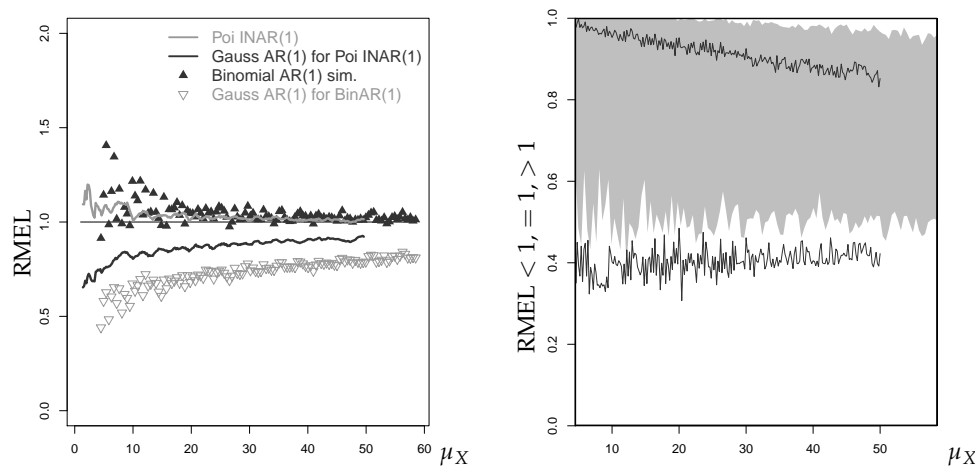 RMEL
2.0
1.5
1.0
0.5
0.0
Poi INAR(1)
Gauss AR(1) for Poi INAR(1)
Binomial AR(1) sim.
Gauss AR(1) for BinAR(1)
0 10 20 30 40 50 60
μX
RMEL < 1, = 1, > 1
1.0
0.8
0.6
0.4
0.2
0.0
10 20 30 40 50
μX